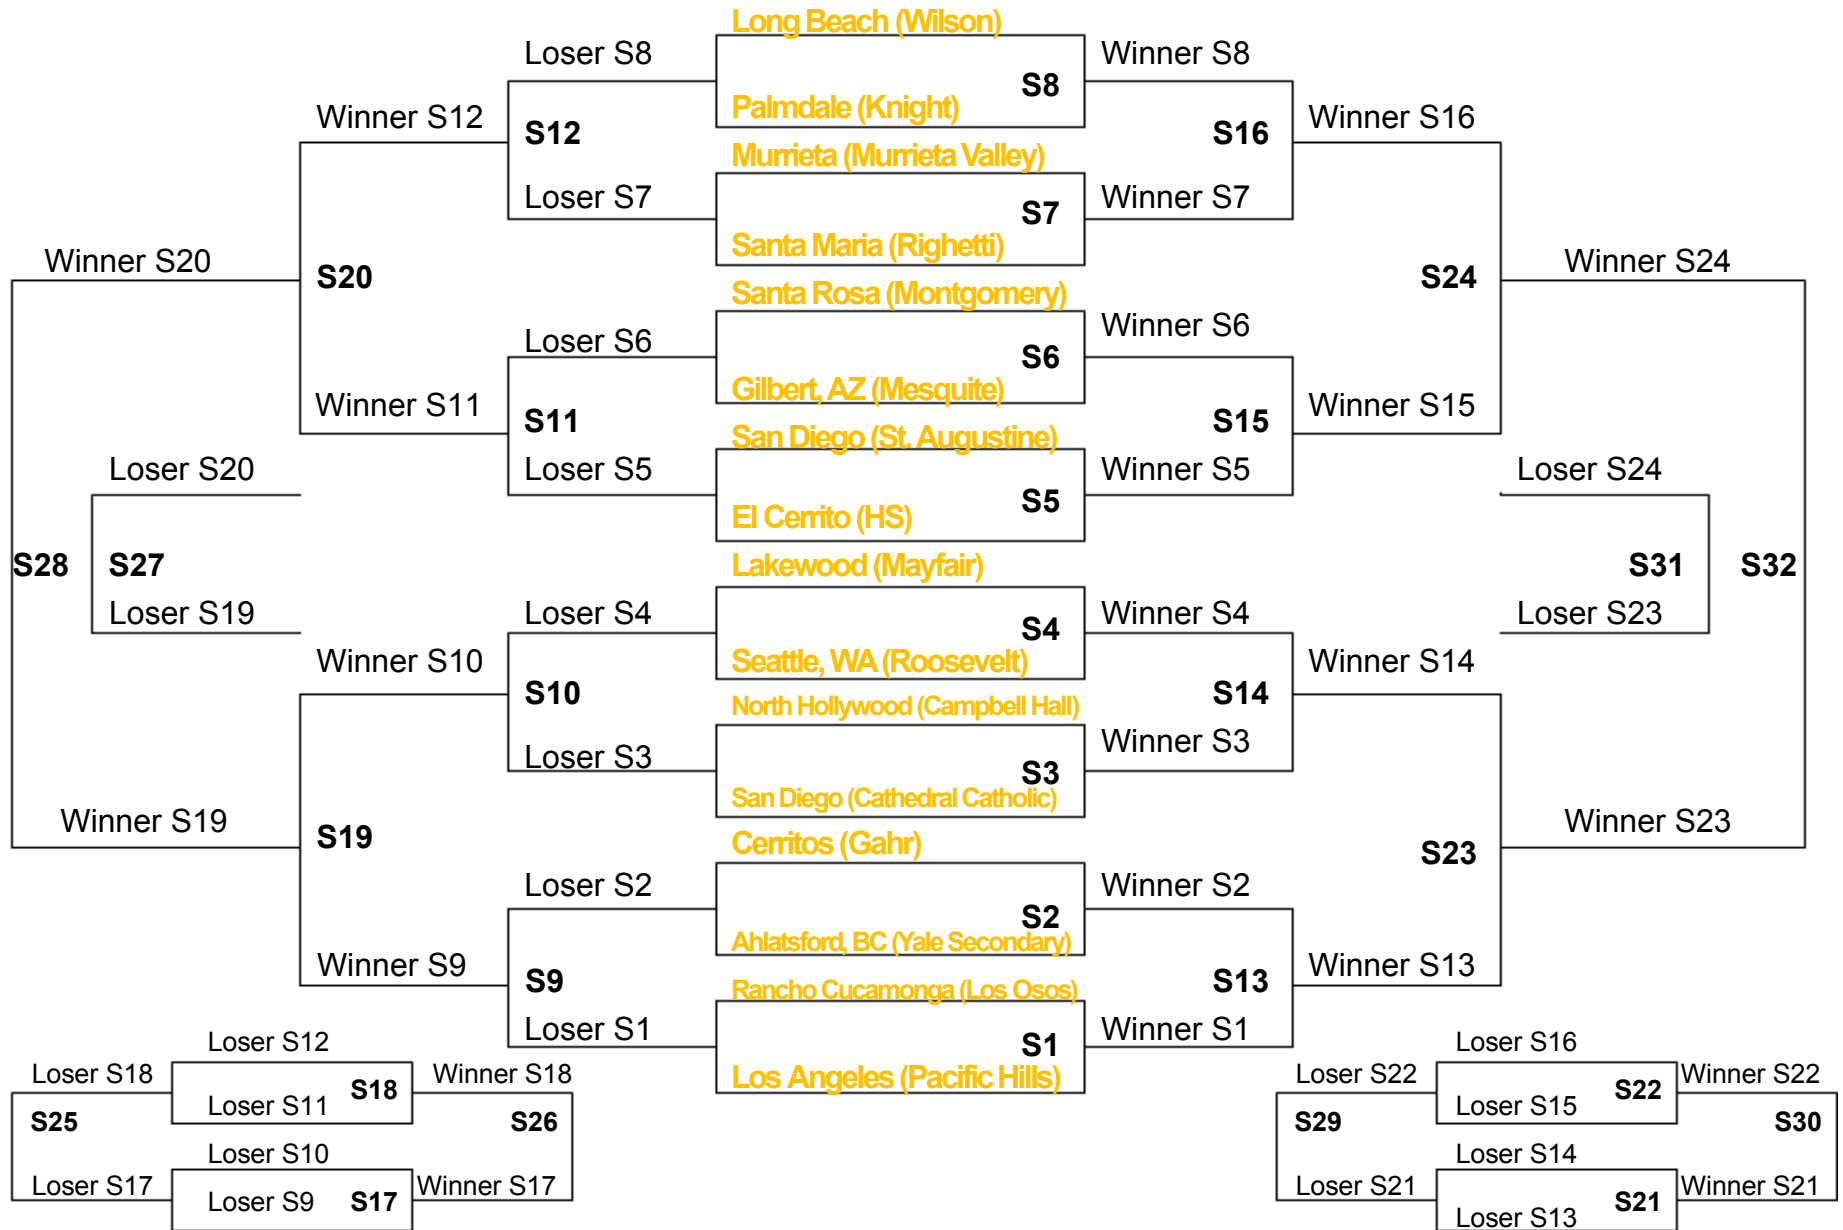 Long Beach (Wilson)
Loser S8
Winner S8
S8
Palmdale (Knight)
Winner S12
S12
S16
Winner S16
Murrieta (Murrieta Valley)
Loser S7
S7
Winner S7
Santa Maria (Righetti)
Winner S20
S20
S24
Winner S24
Santa Rosa (Montgomery)
Loser S6
Winner S6
S6
Gilbert, AZ (Mesquite)
Winner S11
S11
S15
Winner S15
San Diego (St. Augustine)
Loser S20
Loser S5
Winner S5
Loser S24
S5
El Cerrito (HS)
S28
S27
Lakewood (Mayfair)
S31
S32
Loser S19
Loser S4
S4
Winner S4
Loser S23
Winner S10
Seattle, WA (Roosevelt)
Winner S14
S10
S14
North Hollywood (Campbell Hall)
Loser S3
Winner S3
S3
San Diego (Cathedral Catholic)
Winner S19
S19
Cerritos (Gahr)
S23
Winner S23
Loser S2
Winner S2
S2
Ahlatsford, BC (Yale Secondary)
Winner S9
S9
S13
Winner S13
Rancho Cucamonga (Los Osos)
Loser S1
S1
Winner S1
Los Angeles (Pacific Hills)
Loser S12
Loser S18
S18
Winner S18
Loser S11
S25
S26
Loser S10
Loser S17
Loser S9
S17
Winner S17
Loser S16
Loser S22
S22
Winner S22
Loser S15
S29
S30
Loser S14
Loser S21
S21
Winner S21
Loser S13